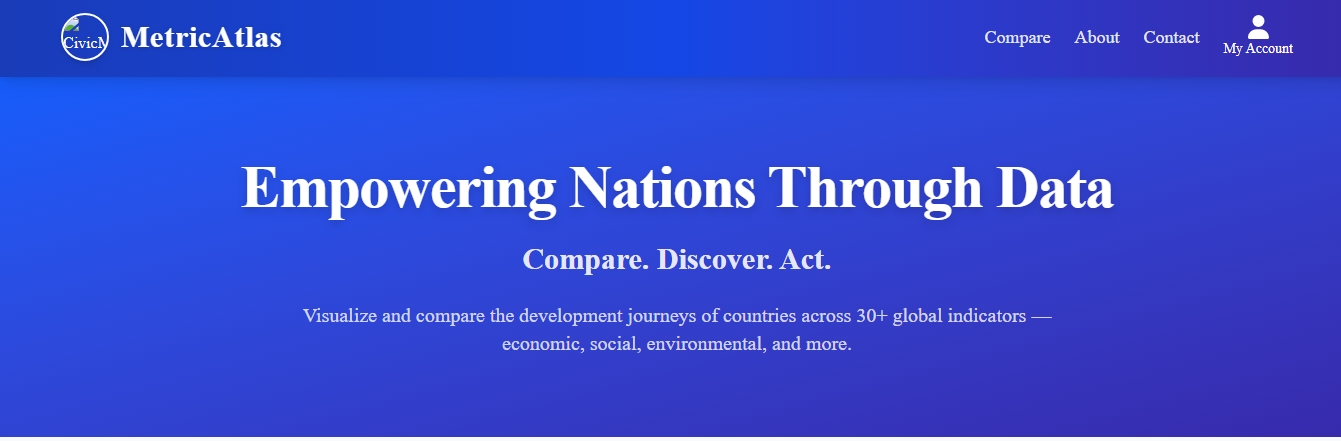 CivicM
MetricAtlas
Compare
About
Contact
My Account
Empowering Nations Through Data
Compare. Discover. Act.
Visualize and compare the development journeys of countries across 30+ global indicators —
economic, social, environmental, and more.